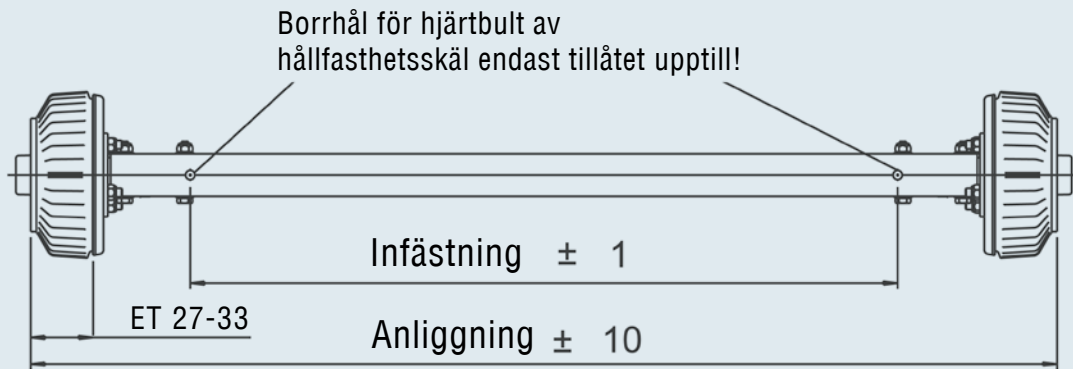 Borrhål för hjärtbult av
hållfasthetsskäl endast tillåtet upptill!
Infästning ± 1
ET 27-33
Anliggning ± 10